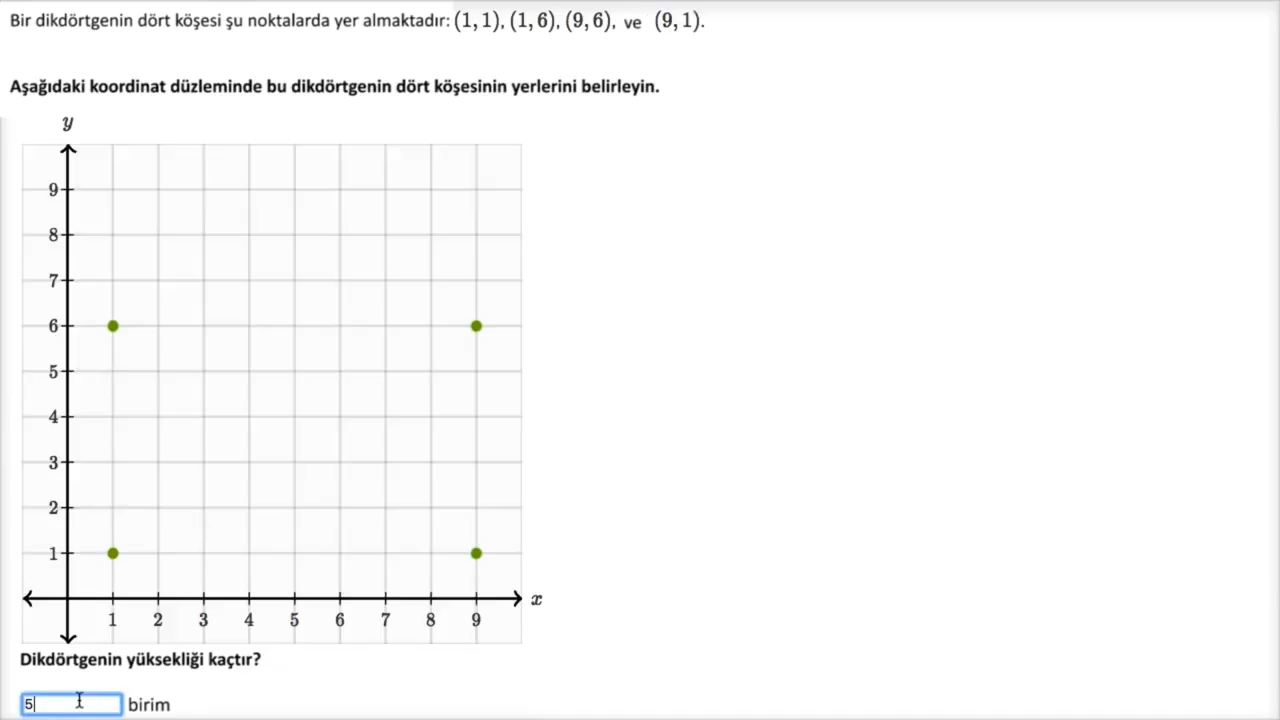 Bir dikdörtgenin dört köşesi şu noktalarda yer almaktadır: (1, 1), (1, 6), (9, 6), ve (9, 1).
Aşağıdaki koordinat düzleminde bu dikdörtgenin dört köşesinin yerlerini belirleyin.
y
9
8
7
6
5
4
3
2
1
x
1 2 3 4 5 6 7 8 9
Dikdörtgenin yüksekliği kaçtır?
5 birim